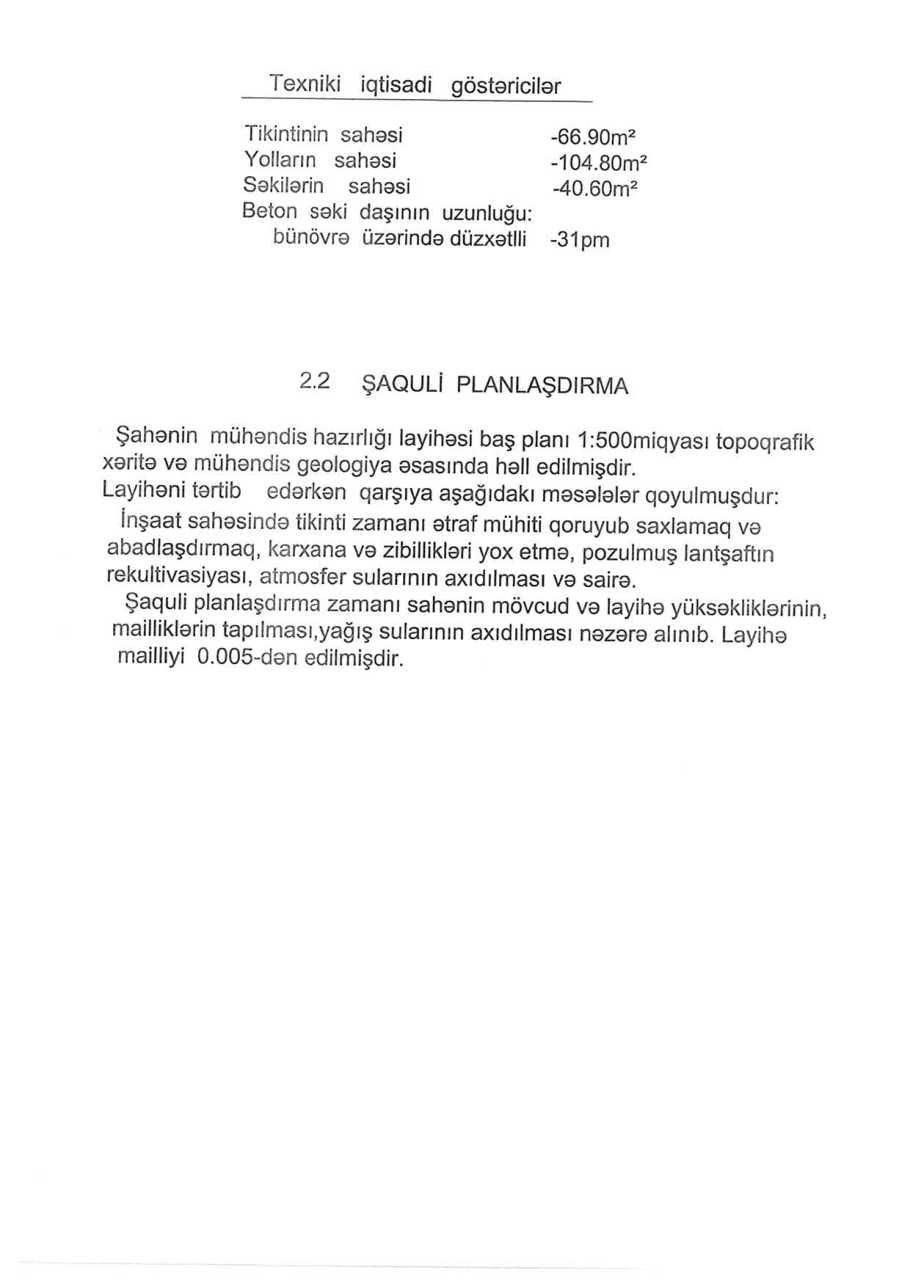 Texniki iqtisadi göstəricilər
Tikintinin sahəsi -66.90m²
Yolların sahəsi -104.80m²
Səkilərin sahəsi -40.60m²
Beton səki daşının uzunluğu:
bünövrə üzərində düzxətlli -31pm
2.2 ŞAQULİ PLANLAŞDIRMA
Şahənin mühəndis hazırlığı layihəsi baş planı 1:500miqyası topoqrafik
xəritə və mühəndis geologiya əsasında həll edilmişdir.
Layihəni tərtib edərkən qarşıya aşağıdakı məsələlər qoyulmuşdur:
İnşaat sahəsində tikinti zamanı ətraf mühiti qoruyub saxlamaq və
abadlaşdırmaq, karxana və zibillikləri yox etmə, pozulmuş lantşaftın
rekultivasiyası, atmosfer sularının axıdılması və sairə.
Şaquli planlaşdırma zamanı sahənin mövcud və layihə yüksəkliklərinin,
mailliklərin tapılması,yağış sularının axıdılması nəzərə alınıb. Layihə
mailliyi 0.005-dən edilmişdir.